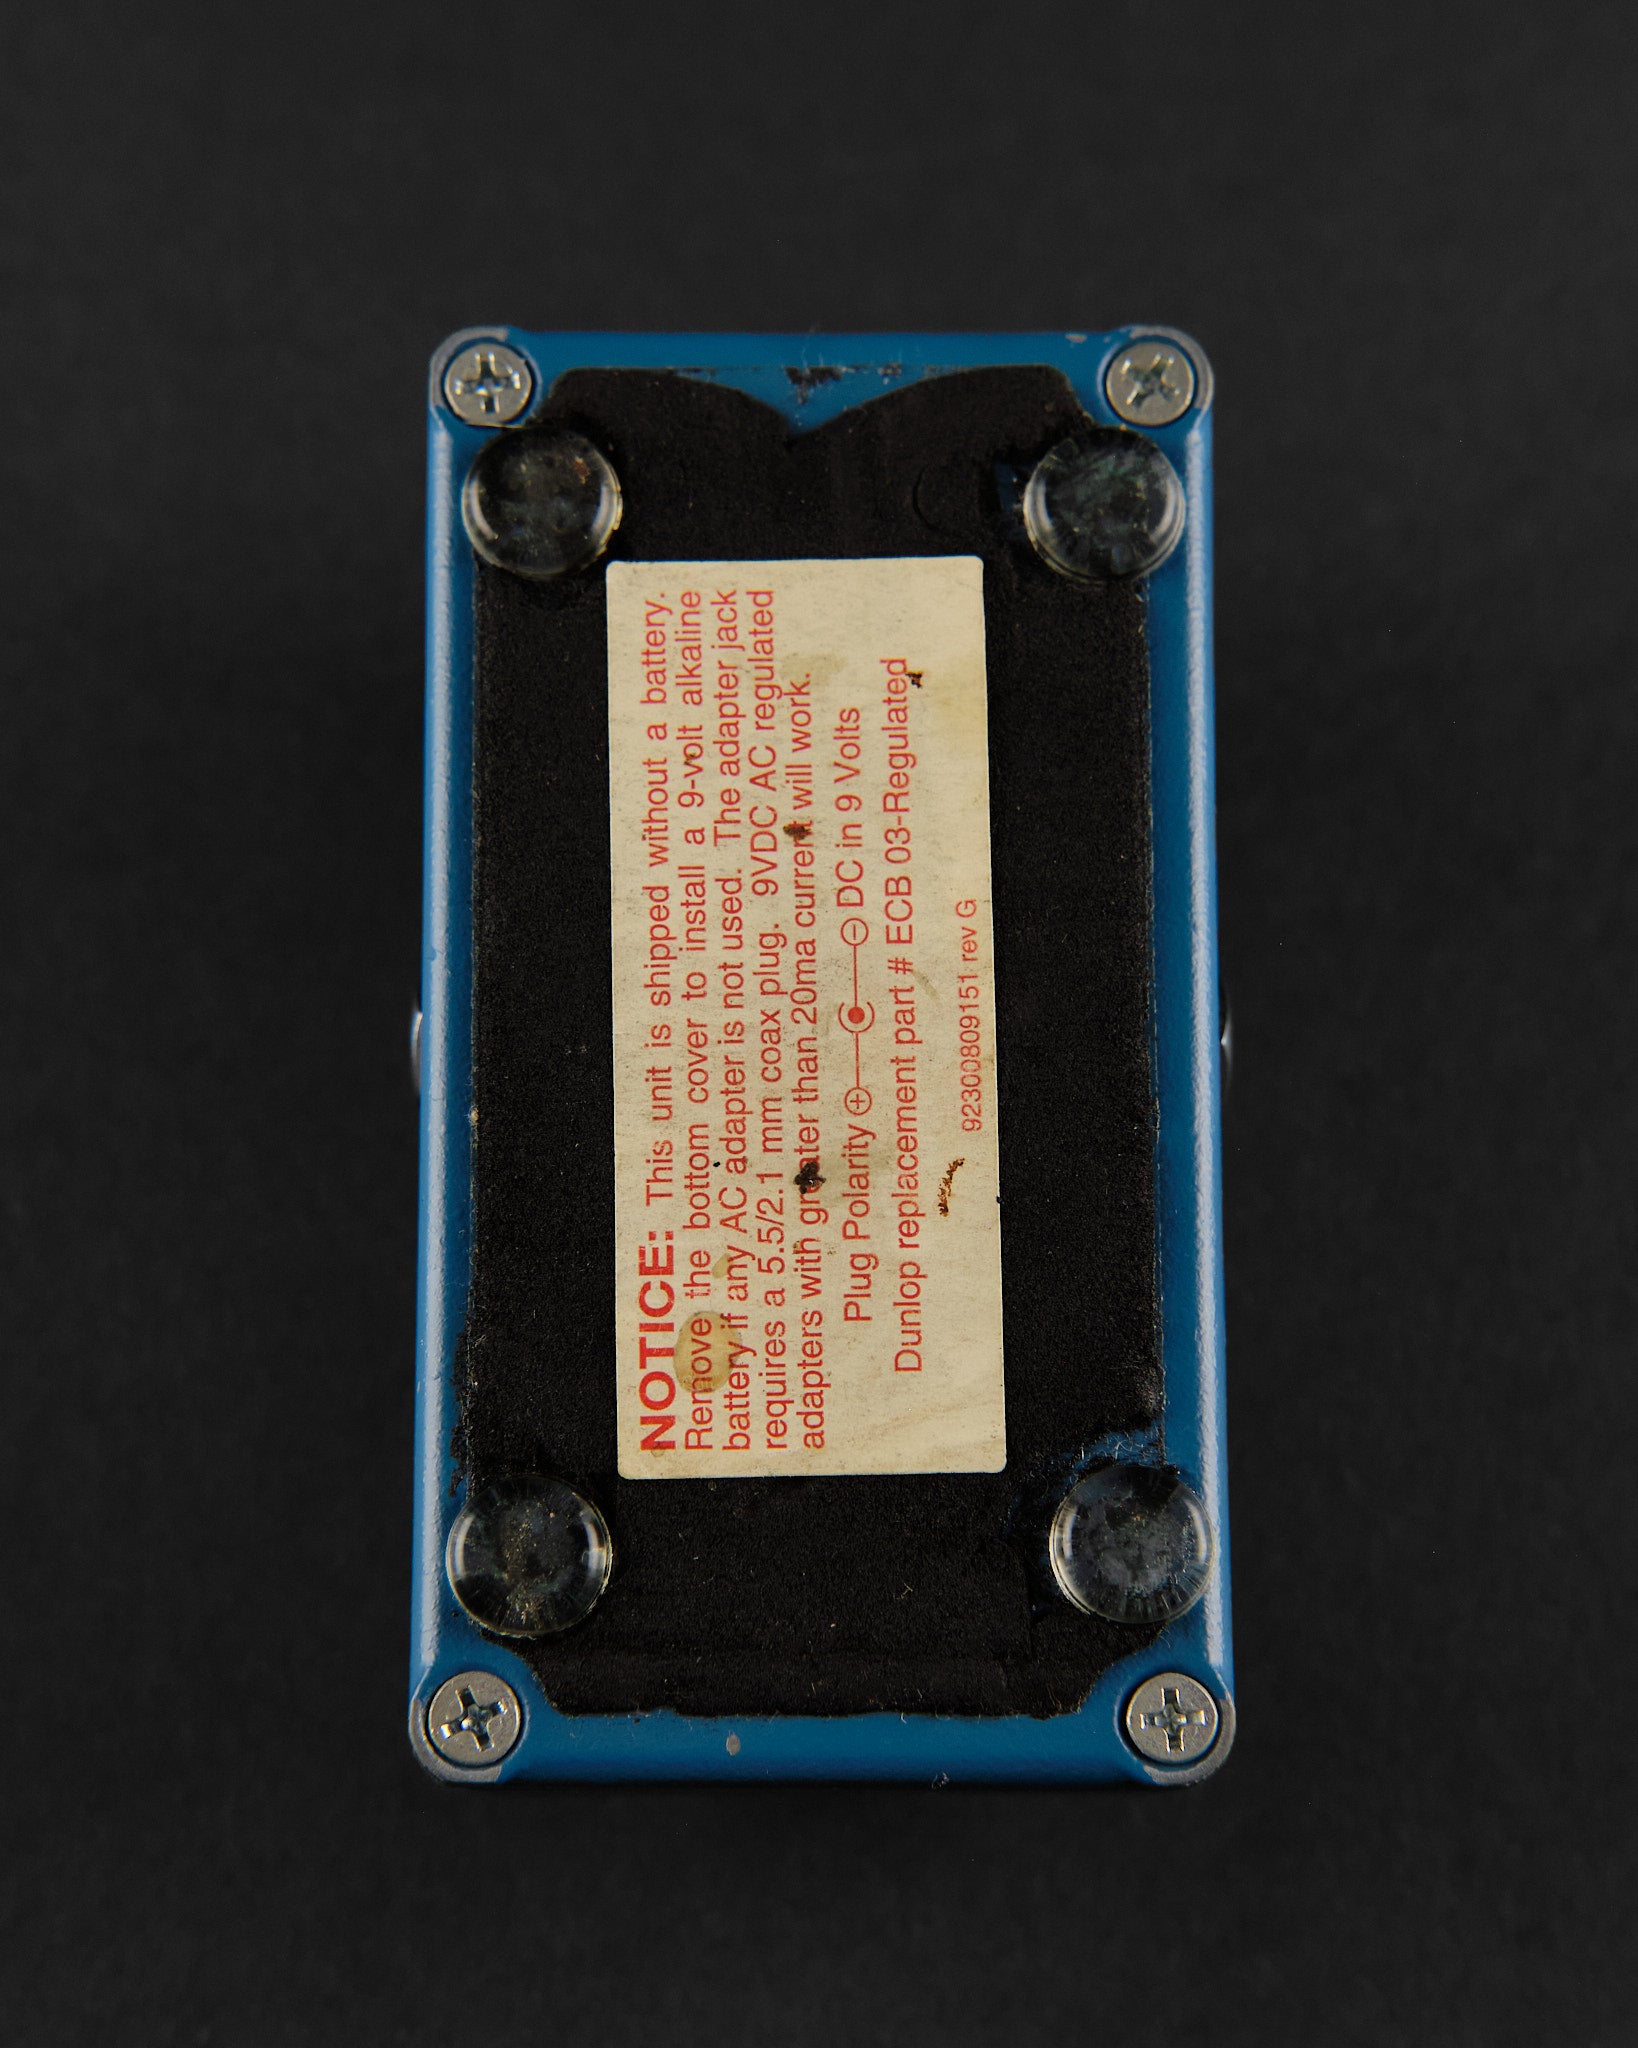 NOTICE: This unit is shipped without a battery.
Remove the bottom cover to install a 9-volt alkaline
battery if any AC adapter is not used. The adapter jack
requires a 5.5/2.1 mm coax plug. 9VDC AC regulated
adapters with greater than 20ma current will work.
Plug Polarity + - DC in 9 Volts
Dunlop replacement part # ECB 03-Regulated
92300809151 rev G